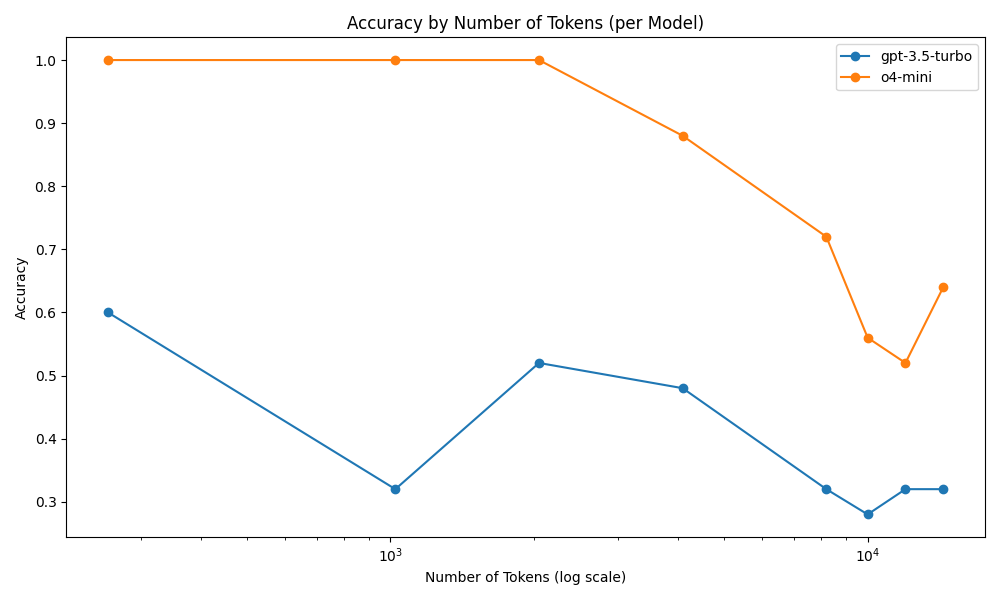 Accuracy by Number of Tokens (per Model)
gpt-3.5-turbo
o4-mini
1.0
0.9
0.8
0.7
0.6
0.5
0.4
0.3
Accuracy
10³
10⁴
Number of Tokens (log scale)